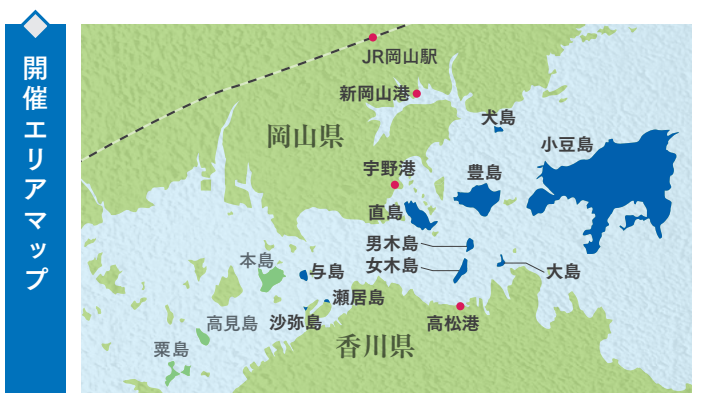 開催エリアマップ
JR岡山駅
新岡山港
岡山県
犬島
小豆島
宇野港
豊島
直島
男木島
女木島
大島
本島
与島
瀬居島
高見島
沙弥島
高松港
粟島
香川県